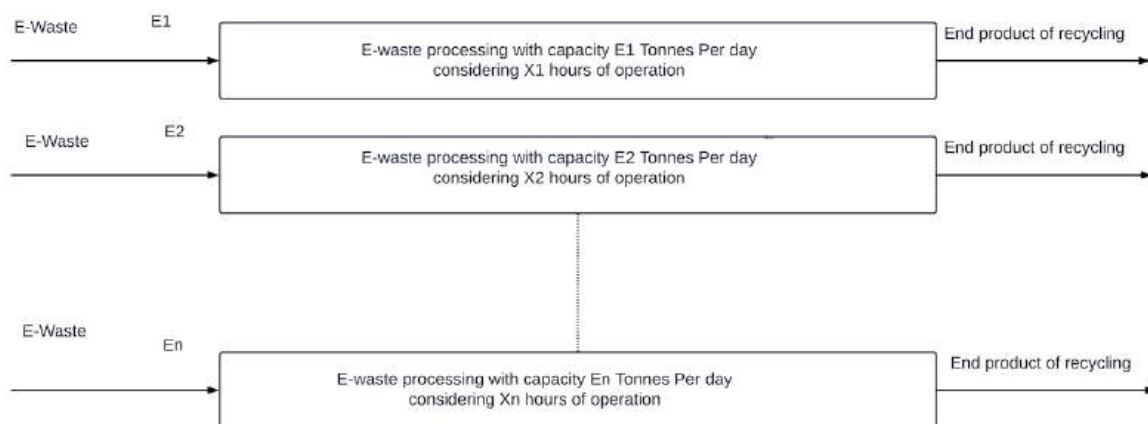 E-Waste
E1
E-waste processing with capacity E1 Tonnes Per day
considering X1 hours of operation
End product of recycling
E-Waste
E2
E-waste processing with capacity E2 Tonnes Per day
considering X2 hours of operation
End product of recycling
E-Waste
En
E-waste processing with capacity En Tonnes Per day
considering Xn hours of operation
End product of recycling